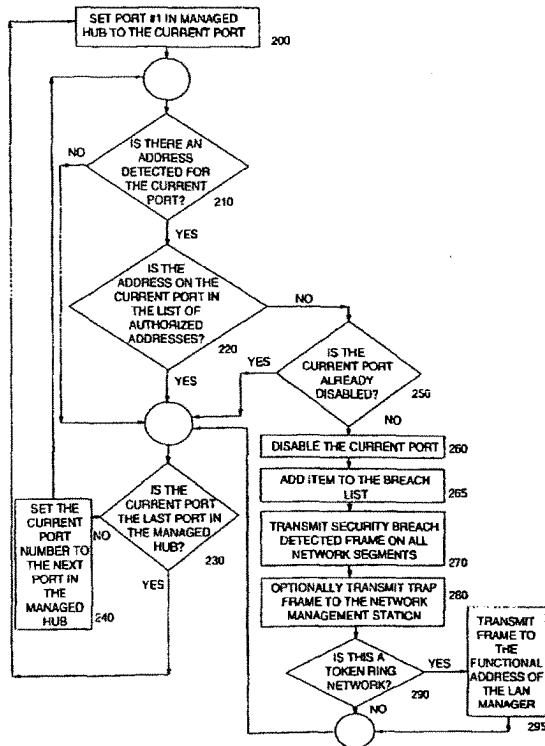 SET PORT #1 IN MANAGED
HUB TO THE CURRENT PORT
200
NO
IS THERE AN
ADDRESS
DETECTED FOR
THE CURRENT
PORT?
210
YES
IS THE
ADDRESS ON THE
CURRENT PORT IN
THE LIST OF
AUTHORIZED
ADDRESSES?
220
NO
YES
IS THE
CURRENT PORT
ALREADY
DISABLED?
250
YES
NO
DISABLE THE CURRENT PORT
260
ADD ITEM TO THE BREACH
LIST
265
TRANSMIT SECURITY BREACH
DETECTED FRAME ON ALL
NETWORK SEGMENTS
270
OPTIONALLY TRANSMIT TRAP
FRAME TO THE NETWORK
MANAGEMENT STATION
280
IS THIS A
TOKEN RING
NETWORK?
290
YES
NO
TRANSMIT
FRAME TO
THE
FUNCTIONAL
ADDRESS OF
THE LAN
MANAGER
295
IS THE
CURRENT PORT
THE LAST PORT IN
THE MANAGED
HUB?
230
NO
YES
SET THE
CURRENT
PORT
NUMBER TO
THE NEXT
PORT IN
THE
MANAGED
HUB
240